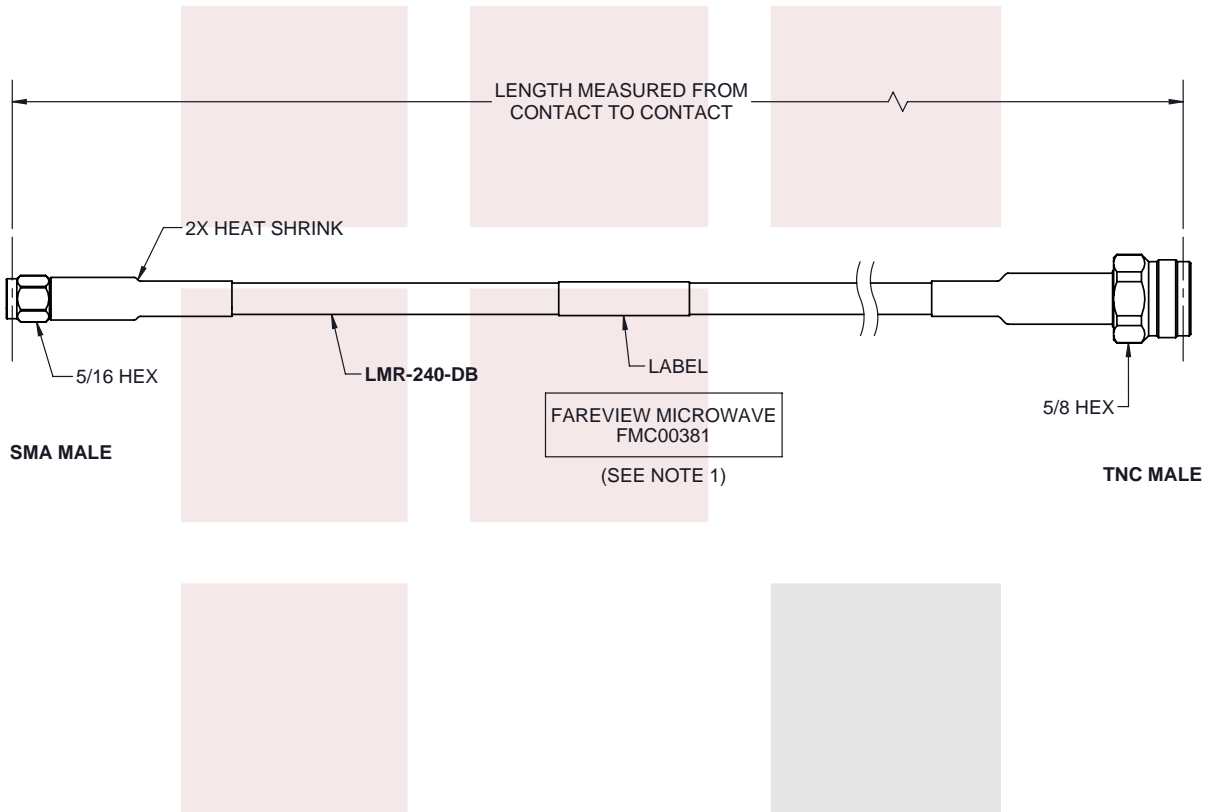 LENGTH MEASURED FROM
CONTACT TO CONTACT
2X HEAT SHRINK
5/16 HEX
LMR-240-DB
LABEL
5/8 HEX
FAREVIEW MICROWAVE
FMC00381
(SEE NOTE 1)
SMA MALE
TNC MALE